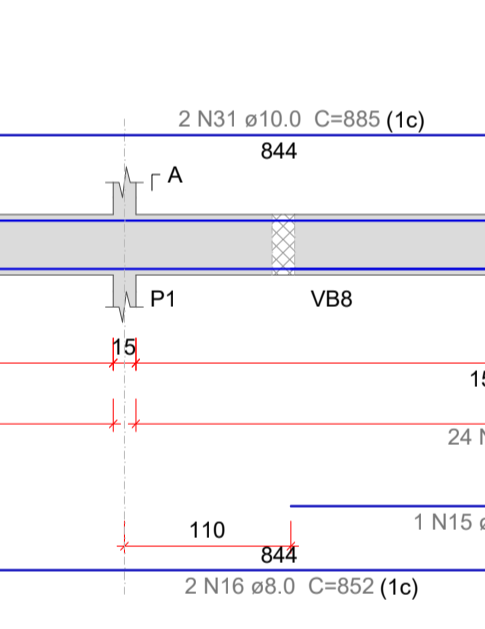 2 N31 ø10.0 C=885 (1c)
844
A
P1
VB8
15
15
24 N
1 N15 ø
110
844
2 N16 ø8.0 C=852 (1c)